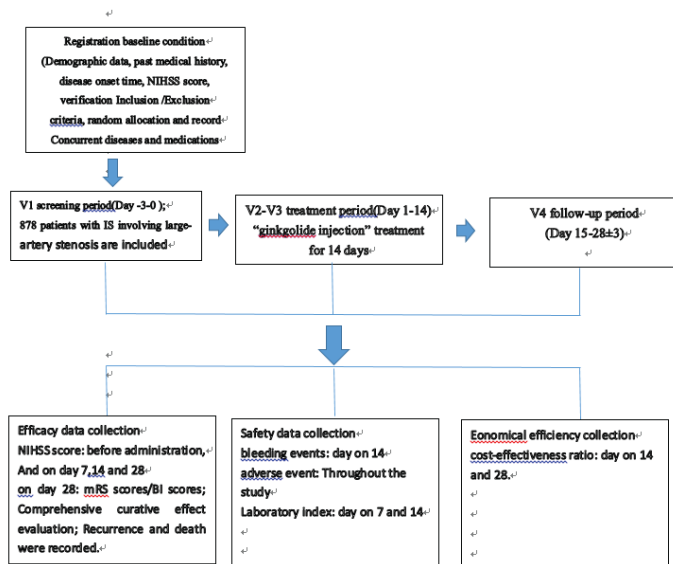 Registration baseline condition
(Demographic data, past medical history,
disease onset time, NIHSS score,
verification Inclusion /Exclusion
criteria, random allocation and record
Concurrent diseases and medications
V1 screening period(Day -3-0 );
878 patients with IS involving large-
artery stenosis are included
V2-V3 treatment period(Day 1-14)
“ginkgolide injection” treatment
for 14 days
V4 follow-up period
(Day 15-28±3)
Efficacy data collection
NIHSS score: before administration,
And on day 7,14 and 28
on day 28: mRS scores/BI scores;
Comprehensive curative effect
evaluation; Recurrence and death
were recorded.
Safety data collection
bleeding events: day on 14
adverse event: Throughout the
study
Laboratory index: day on 7 and 14
Eonomical efficiency collection
cost-effectiveness ratio: day on 14
and 28.